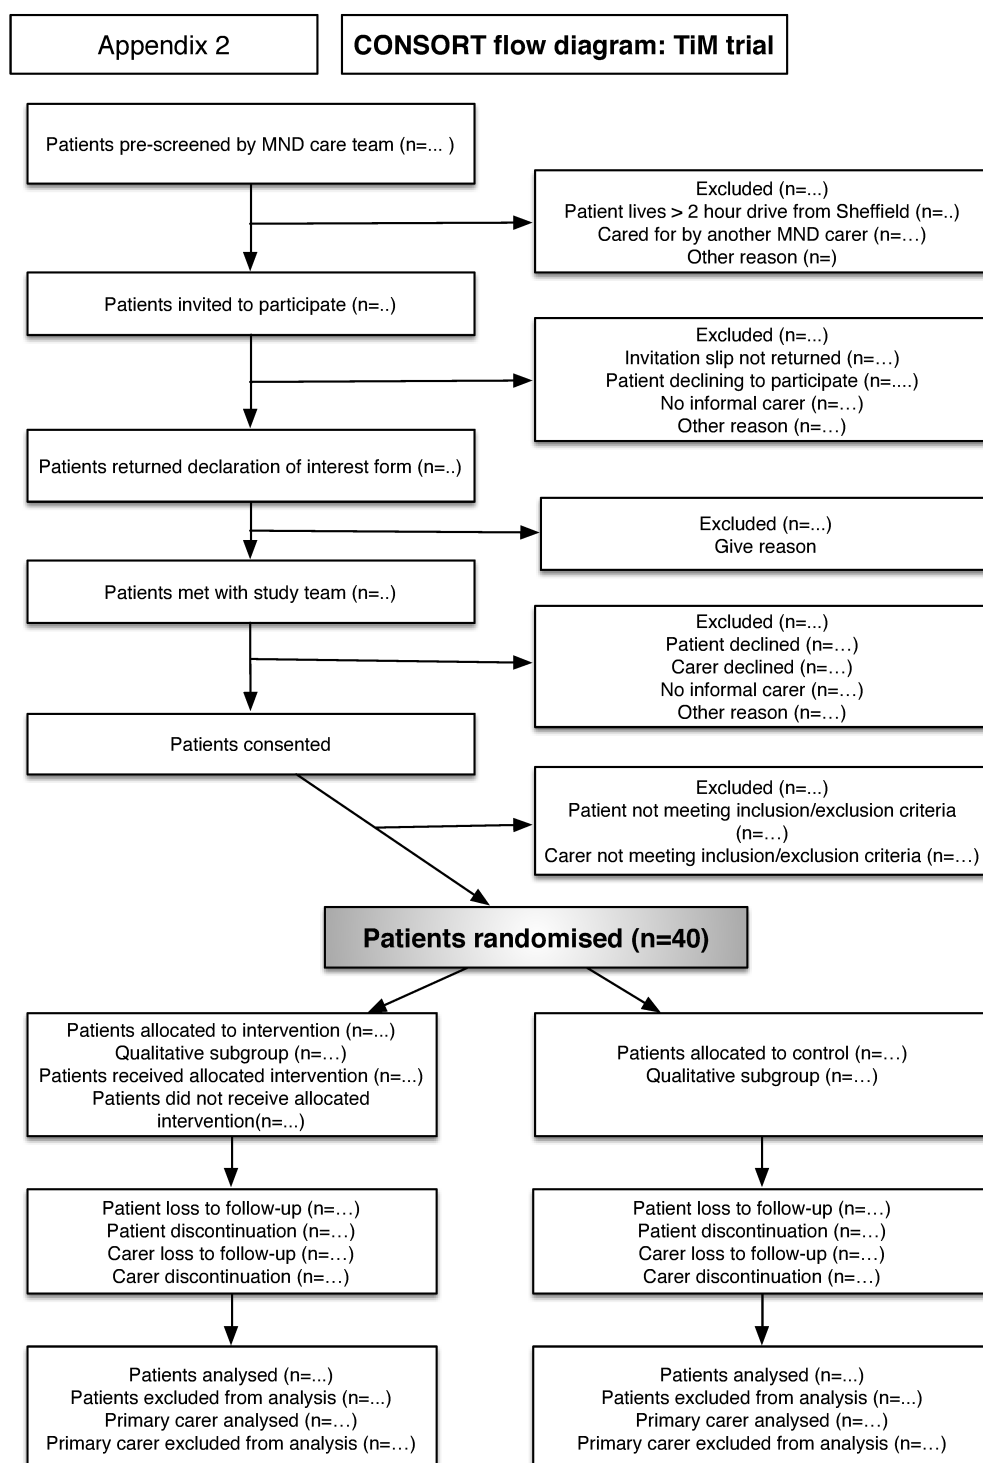 Appendix 2
CONSORT flow diagram: TiM trial
Patients pre-screened by MND care team (n=... )
Excluded (n=...)
Patient lives > 2 hour drive from Sheffield (n=..)
Cared for by another MND carer (n=…)
Other reason (n=)
Patients invited to participate (n=..)
Excluded (n=...)
Invitation slip not returned (n=…)
Patient declining to participate (n=....)
No informal carer (n=…)
Other reason (n=…)
Patients returned declaration of interest form (n=..)
Excluded (n=...)
Give reason
Patients met with study team (n=..)
Excluded (n=...)
Patient declined (n=…)
Carer declined (n=…)
No informal carer (n=…)
Other reason (n=…)
Patients consented
Excluded (n=...)
Patient not meeting inclusion/exclusion criteria
(n=…)
Carer not meeting inclusion/exclusion criteria (n=…)
Patients randomised (n=40)
Patients allocated to intervention (n=...)
Qualitative subgroup (n=…)
Patients received allocated intervention (n=...)
Patients did not receive allocated
intervention(n=...)
Patients allocated to control (n=…)
Qualitative subgroup (n=…)
Patient loss to follow-up (n=…)
Patient discontinuation (n=…)
Carer loss to follow-up (n=…)
Carer discontinuation (n=…)
Patient loss to follow-up (n=…)
Patient discontinuation (n=…)
Carer loss to follow-up (n=…)
Carer discontinuation (n=…)
Patients analysed (n=...)
Patients excluded from analysis (n=...)
Primary carer analysed (n=…)
Primary carer excluded from analysis (n=…)
Patients analysed (n=...)
Patients excluded from analysis (n=...)
Primary carer analysed (n=…)
Primary carer excluded from analysis (n=…)